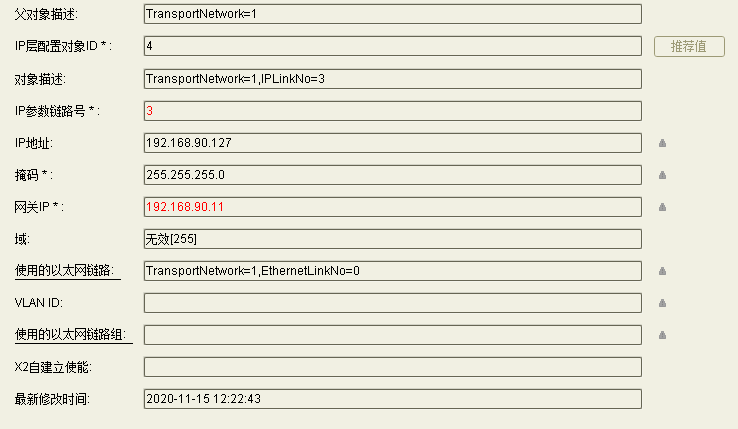 父对象描述: TransportNetwork=1
IP层配置对象ID * : 4 推荐值
对象描述: TransportNetwork=1,IPLinkNo=3
IP参数链路号 * : 3
IP地址: 192.168.90.127
掩码 * : 255.255.255.0
网关IP * : 192.168.90.11
域: 无效[255]
使用的以太网链路: TransportNetwork=1,EthernetLinkNo=0
VLAN ID:
使用的以太网链路组:
X2自建立使能:
最新修改时间: 2020-11-15 12:22:43